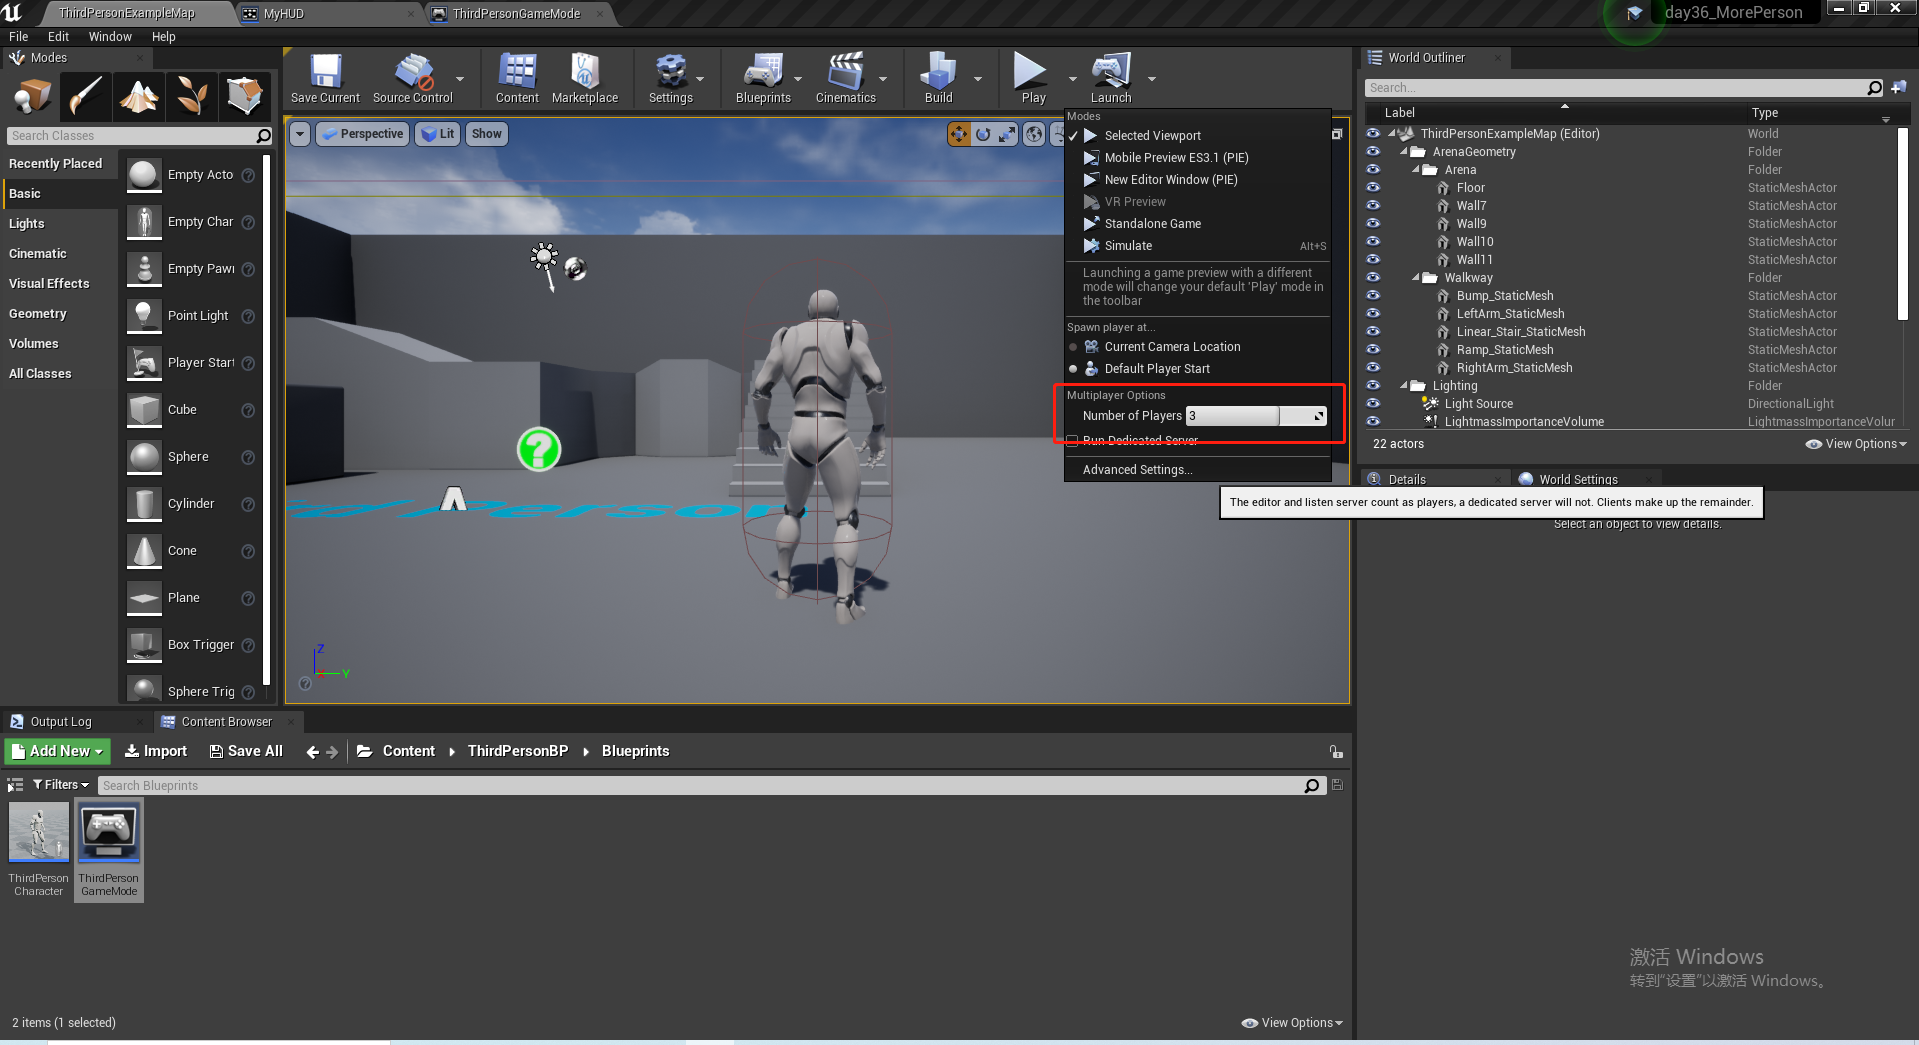 ThirdPersonExampleMap
MyHUD
ThirdPersonGameMode
day36_MorePerson
File Edit Window Help
Modes
Search Classes
Recently Placed
Basic
Lights
Cinematic
Visual Effects
Geometry
Volumes
All Classes
Empty Acto
Empty Char
Empty Pawn
Point Light
Player Start
Cube
Sphere
Cylinder
Cone
Plane
Box Trigger
Sphere Trig
Save Current
Source Control
Content
Marketplace
Settings
Blueprints
Cinematics
Build
Play
Launch
Perspective
Lit
Show
Modes
Selected Viewport
Mobile Preview ES3.1 (PIE)
New Editor Window (PIE)
VR Preview
Standalone Game
Simulate Alt+S
Launching a game preview with a different
mode will change your default 'Play' mode in
the toolbar
Spawn player at...
Current Camera Location
Default Player Start
Multiplayer Options
Number of Players 3
Run Dedicated Server
Advanced Settings...
The editor and listen server count as players, a dedicated server will not. Clients make up the remainder.
Z
X
Y
World Outliner
Search...
Label Type
ThirdPersonExampleMap (Editor) World
ArenaGeometry Folder
Arena Folder
Floor StaticMeshActor
Wall7 StaticMeshActor
Wall9 StaticMeshActor
Wall10 StaticMeshActor
Wall11 StaticMeshActor
Walkway Folder
Bump_StaticMesh StaticMeshActor
LeftArm_StaticMesh StaticMeshActor
Linear_Stair_StaticMesh StaticMeshActor
Ramp_StaticMesh StaticMeshActor
RightArm_StaticMesh StaticMeshActor
Lighting Folder
Light Source DirectionalLight
LightmassImportanceVolume LightmassImportanceVolur
22 actors
View Options
Details
World Settings
Select an object to view details.
Output Log
Content Browser
Add New
Import
Save All
Content
ThirdPersonBP
Blueprints
Filters
Search Blueprints
ThirdPerson
Character
ThirdPerson
GameMode
2 items (1 selected)
View Options
激活 Windows
转到"设置"以激活 Windows。